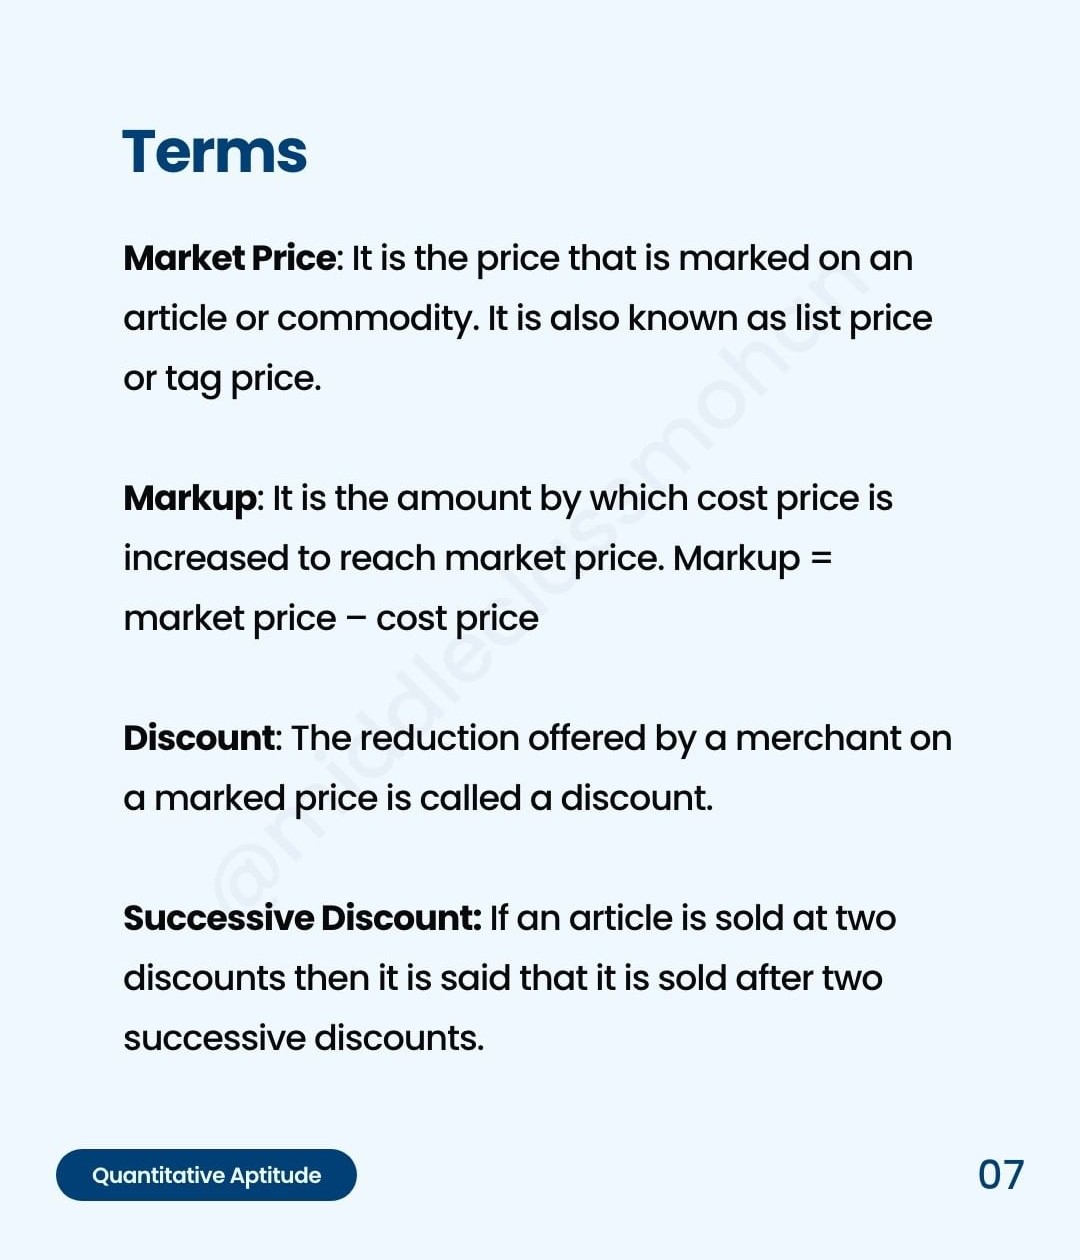 Terms
Market Price: It is the price that is marked on an
article or commodity. It is also known as list price
or tag price.
Markup: It is the amount by which cost price is
increased to reach market price. Markup =
market price – cost price
Discount: The reduction offered by a merchant on
a marked price is called a discount.
Successive Discount: If an article is sold at two
discounts then it is said that it is sold after two
successive discounts.
@middleclassmohan
Quantitative Aptitude
07